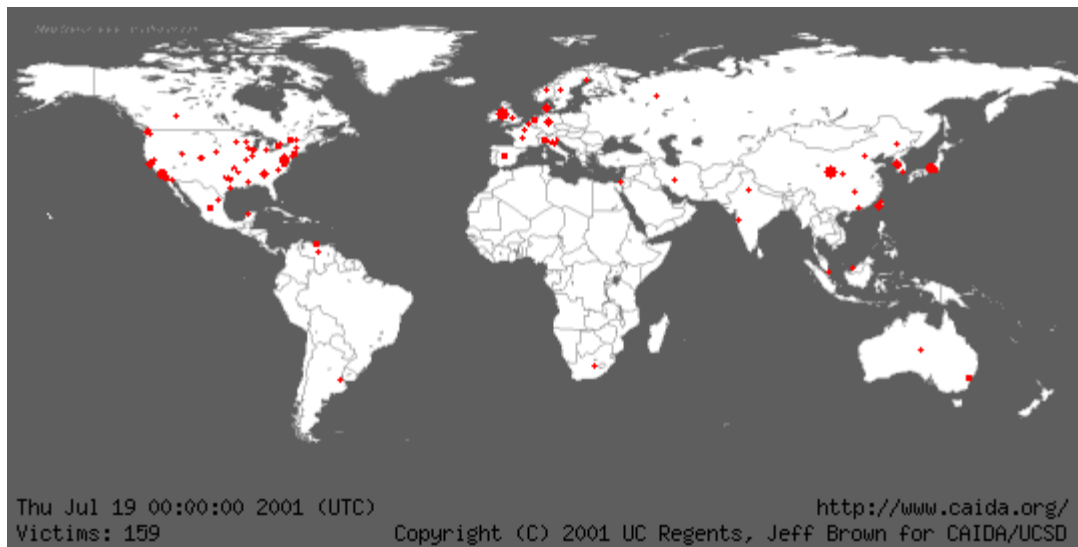 Thu Jul 19 00:00:00 2001 (UTC)
http://www.caida.org/
Victims: 159
Copyright (C) 2001 UC Regents, Jeff Brown for CAIDA/UCSD